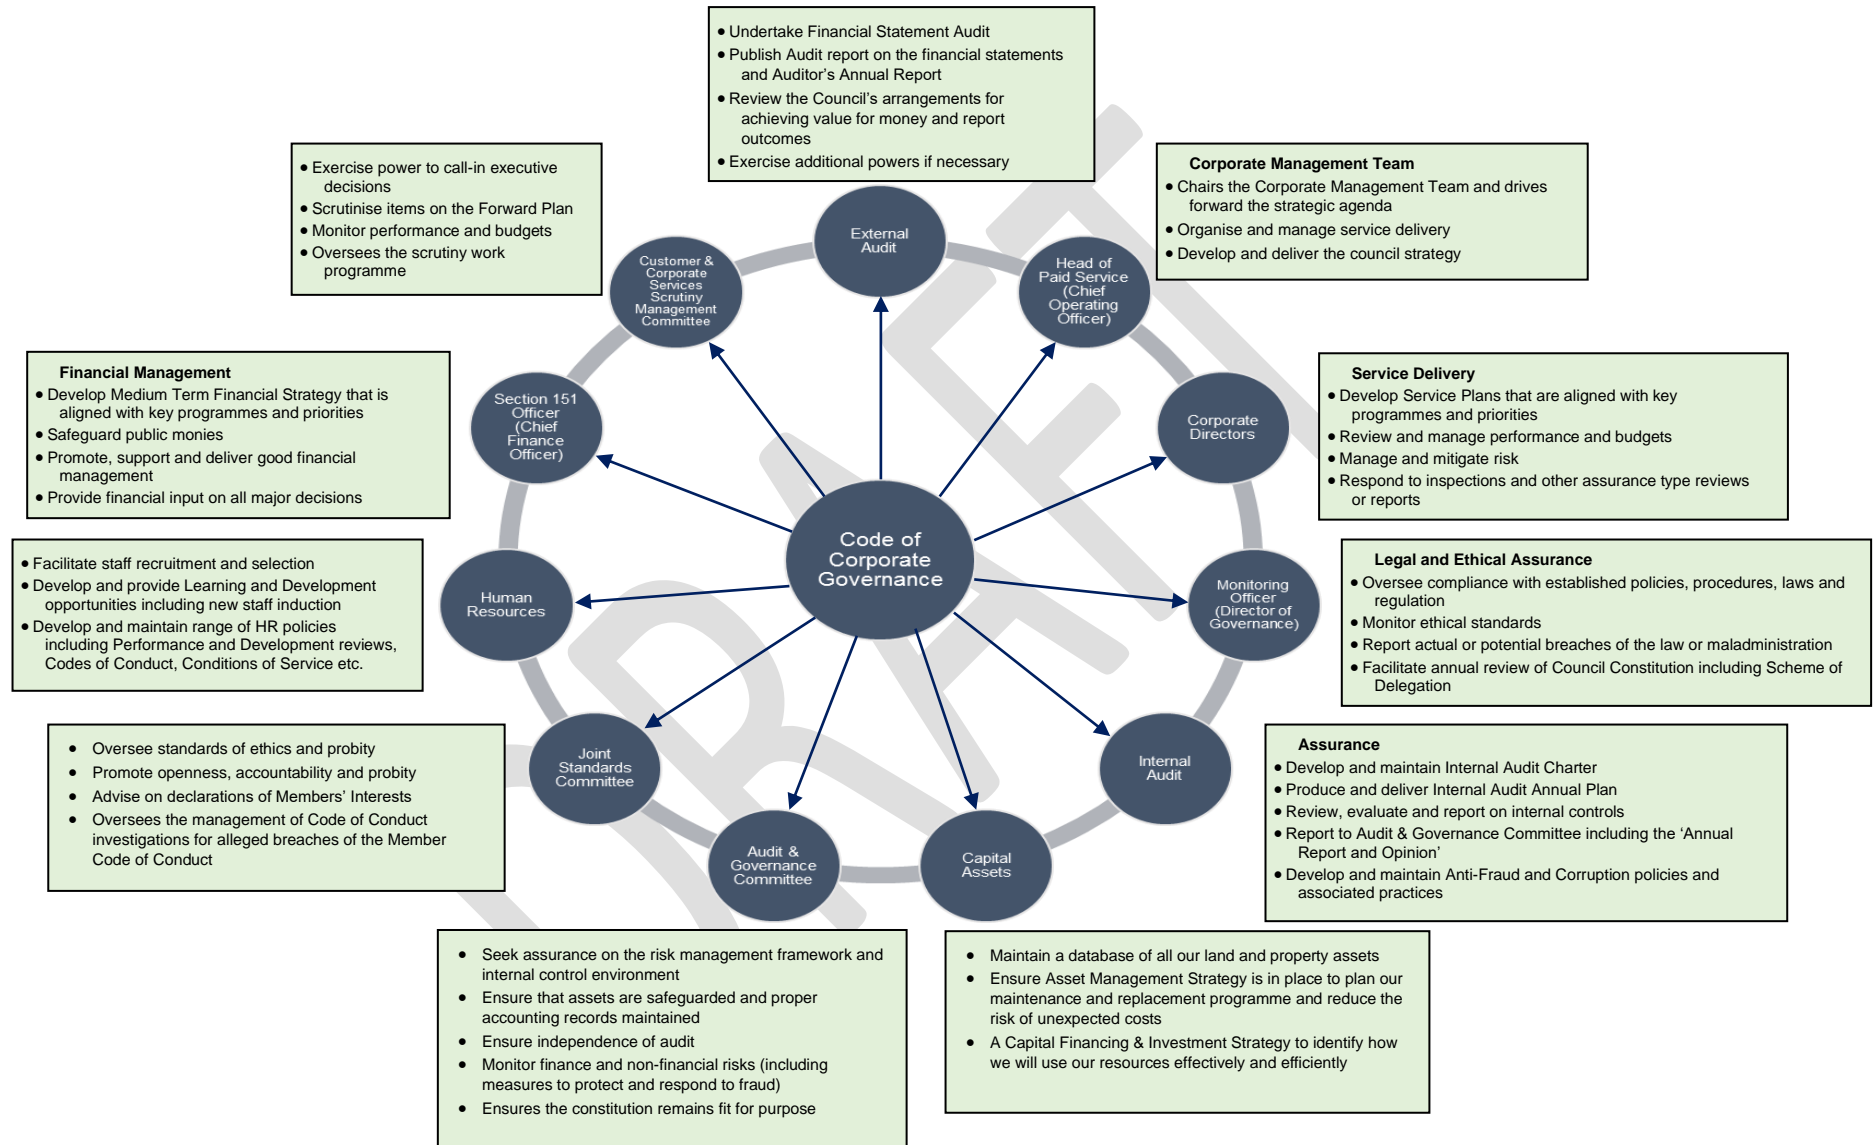 • Undertake Financial Statement Audit
• Publish Audit report on the financial statements
and Auditor's Annual Report
• Review the Council's arrangements for
achieving value for money and report
outcomes
• Exercise additional powers if necessary
• Exercise power to call-in executive
decisions
• Scrutinise items on the Forward Plan
• Monitor performance and budgets
• Oversees the scrutiny work
programme
Corporate Management Team
• Chairs the Corporate Management Team and drives
forward the strategic agenda
• Organise and manage service delivery
• Develop and deliver the council strategy
External
Audit
Customer &
Corporate
Services
Scrutiny
Management
Committee
Head of
Paid Service
(Chief
Operating
Officer)
Financial Management
• Develop Medium Term Financial Strategy that is
aligned with key programmes and priorities
• Safeguard public monies
• Promote, support and deliver good financial
management
• Provide financial input on all major decisions
Section 151
Officer
(Chief
Finance
Officer)
Corporate
Directors
Service Delivery
• Develop Service Plans that are aligned with key
programmes and priorities
• Review and manage performance and budgets
• Manage and mitigate risk
• Respond to inspections and other assurance type reviews
or reports
• Facilitate staff recruitment and selection
• Develop and provide Learning and Development
opportunities including new staff induction
• Develop and maintain range of HR policies
including Performance and Development reviews,
Codes of Conduct, Conditions of Service etc.
Human
Resources
Code of
Corporate
Governance
Monitoring
Officer
(Director of
Governance)
Legal and Ethical Assurance
• Oversee compliance with established policies, procedures, laws and
regulation
• Monitor ethical standards
• Report actual or potential breaches of the law or maladministration
• Facilitate annual review of Council Constitution including Scheme of
Delegation
• Oversee standards of ethics and probity
• Promote openness, accountability and probity
• Advise on declarations of Members' Interests
• Oversees the management of Code of Conduct
investigations for alleged breaches of the Member
Code of Conduct
Joint
Standards
Committee
Internal
Audit
Assurance
• Develop and maintain Internal Audit Charter
• Produce and deliver Internal Audit Annual Plan
• Review, evaluate and report on internal controls
• Report to Audit & Governance Committee including the 'Annual
Report and Opinion'
• Develop and maintain Anti-Fraud and Corruption policies and
associated practices
Audit &
Governance
Committee
Capital
Assets
• Seek assurance on the risk management framework and
internal control environment
• Ensure that assets are safeguarded and proper
accounting records maintained
• Ensure independence of audit
• Monitor finance and non-financial risks (including
measures to protect and respond to fraud)
• Ensures the constitution remains fit for purpose
• Maintain a database of all our land and property assets
• Ensure Asset Management Strategy is in place to plan our
maintenance and replacement programme and reduce the
risk of unexpected costs
• A Capital Financing & Investment Strategy to identify how
we will use our resources effectively and efficiently
DRAFT